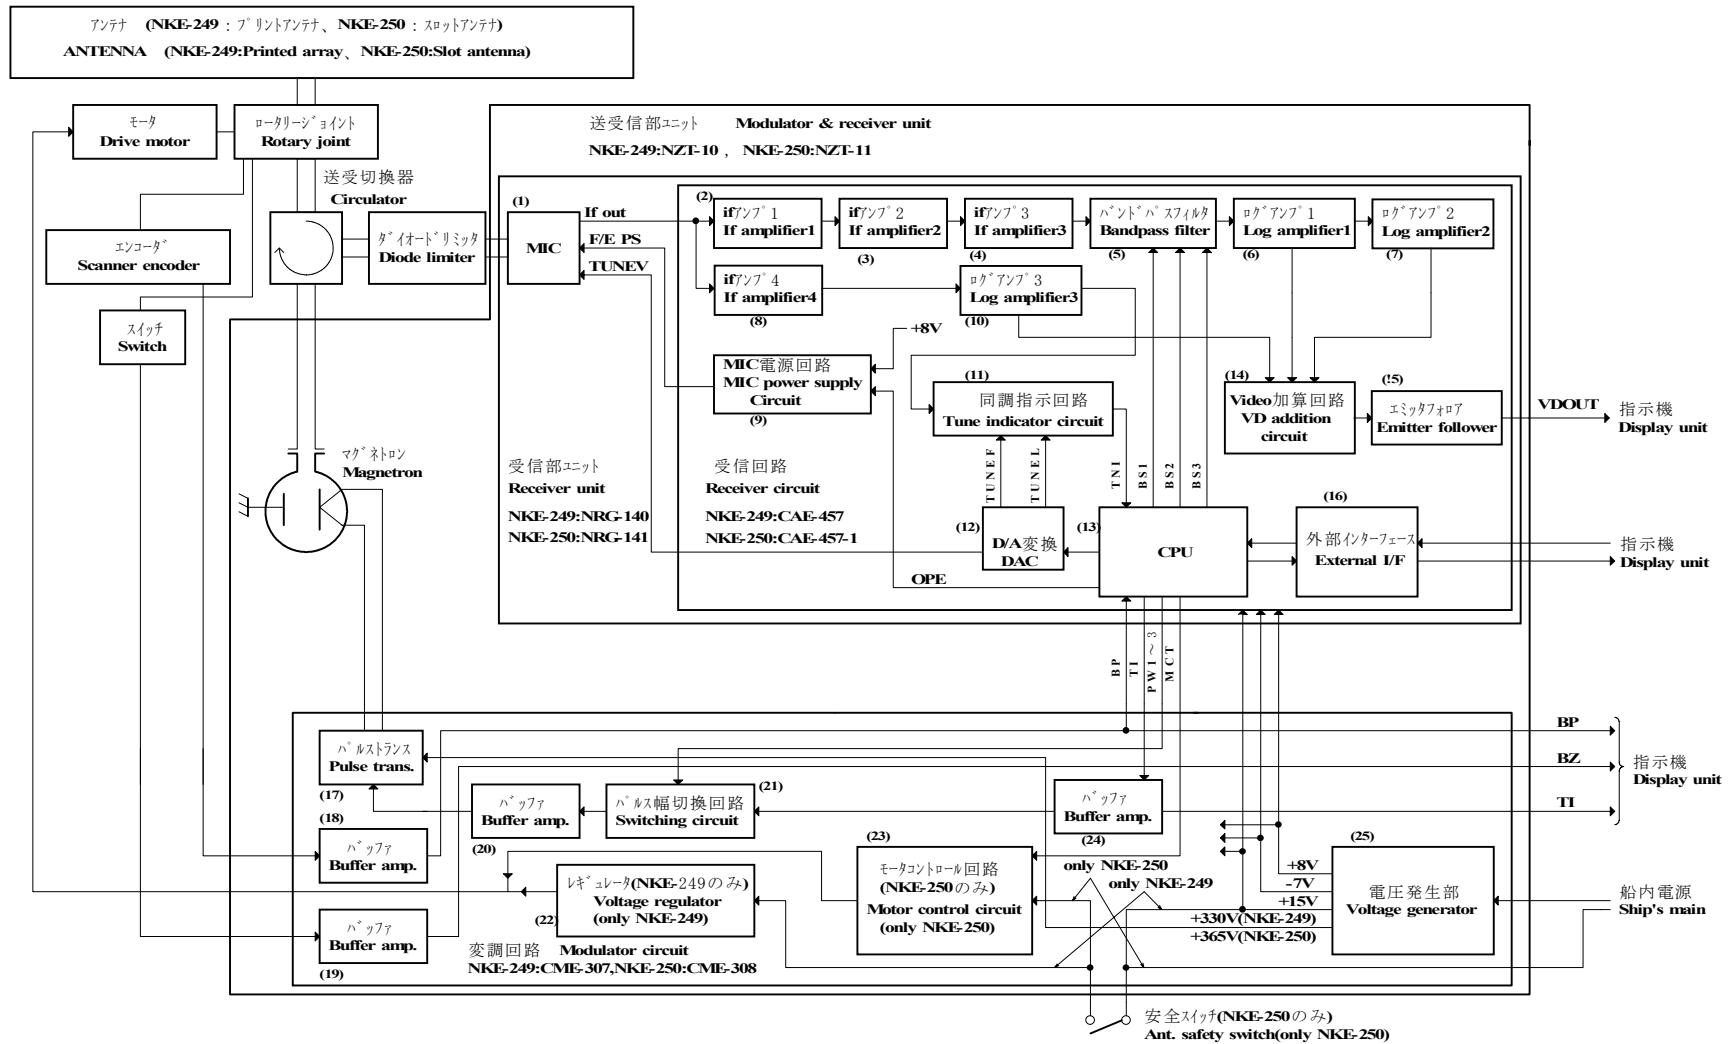 アンテナ (NKE-249：プリントアンテナ、NKE-250：スロットアンテナ)
ANTENNA (NKE-249:Printed array、NKE-250:Slot antenna)
モータ
Drive motor
ロータリージョイント
Rotary joint
送受切換器
Circulator
エンコーダ
Scanner encoder
スイッチ
Switch
ダイオードリミッタ
Diode limiter
送受信部ユニット Modulator & receiver unit
NKE-249:NZT-10 , NKE-250:NZT-11
(1)
MIC
If out
F/E PS
TUNEV
(2)
ifアンプ1
If amplifier1
ifアンプ2
If amplifier2
(3)
ifアンプ3
If amplifier3
(4)
バンドパスフィルタ
Bandpass filter
(5)
ログアンプ1
Log amplifier1
(6)
ログアンプ2
Log amplifier2
(7)
ifアンプ4
If amplifier4
(8)
ログアンプ3
Log amplifier3
(10)
+8V
MIC電源回路
MIC power supply
Circuit
(9)
(11)
同調指示回路
Tune indicator circuit
(14)
Video加算回路
VD addition
circuit
(!5)
エミッタフォロア
Emitter follower
VDOUT
指示機
Display unit
マグネトロン
Magnetron
受信部ユニット
Receiver unit
NKE-249:NRG-140
NKE-250:NRG-141
受信回路
Receiver circuit
NKE-249:CAE-457
NKE-250:CAE-457-1
TUNEF
TUNEL
TNI
BS1
BS2
BS3
(12)
D/A変換
DAC
(13)
CPU
OPE
(16)
外部インターフェース
External I/F
指示機
Display unit
BP
TI
PW1～3
MCT
パルストランス
Pulse trans.
(17)
(18)
バッファ
Buffer amp.
バッファ
Buffer amp.
(19)
バッファ
Buffer amp.
(20)
(21)
パルス幅切換回路
Switching circuit
バッファ
Buffer amp.
(24)
BP
BZ
TI
指示機
Display unit
(22)
レギュレータ(NKE-249のみ)
Voltage regulator
(only NKE-249)
(23)
モータコントロール回路
(NKE-250のみ)
Motor control circuit
(only NKE-250)
only NKE-250
only NKE-249
+8V
-7V
+15V
+330V(NKE-249)
+365V(NKE-250)
(25)
電圧発生部
Voltage generator
船内電源
Ship's main
変調回路 Modulator circuit
NKE-249:CME-307,NKE-250:CME-308
安全スイッチ(NKE-250のみ)
Ant. safety switch(only NKE-250)